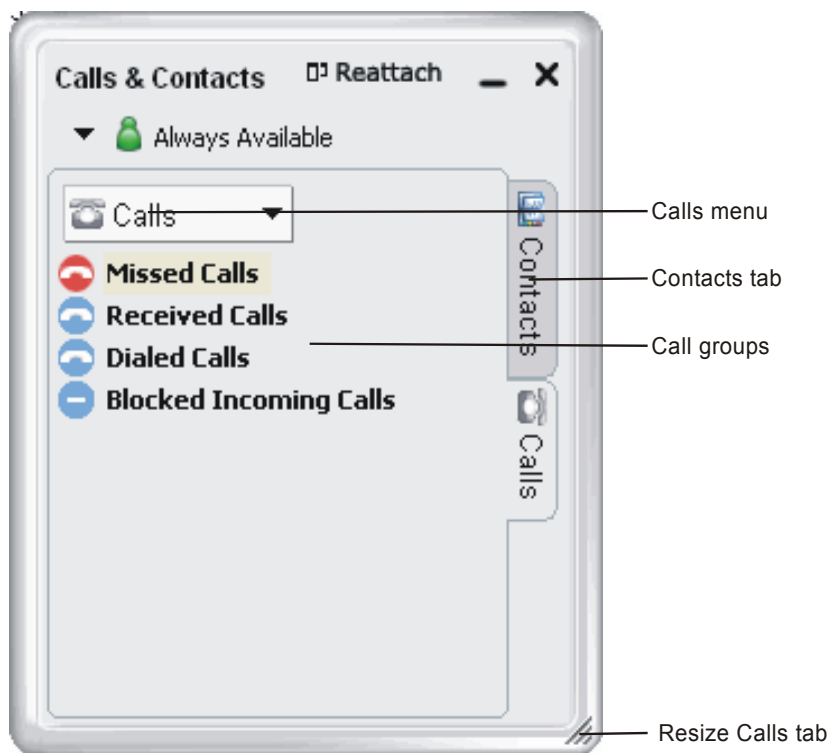 Calls & Contacts Reattach
Always Available
Calls
Missed Calls
Received Calls
Dialed Calls
Blocked Incoming Calls
Contacts
Calls
Calls menu
Contacts tab
Call groups
Resize Calls tab